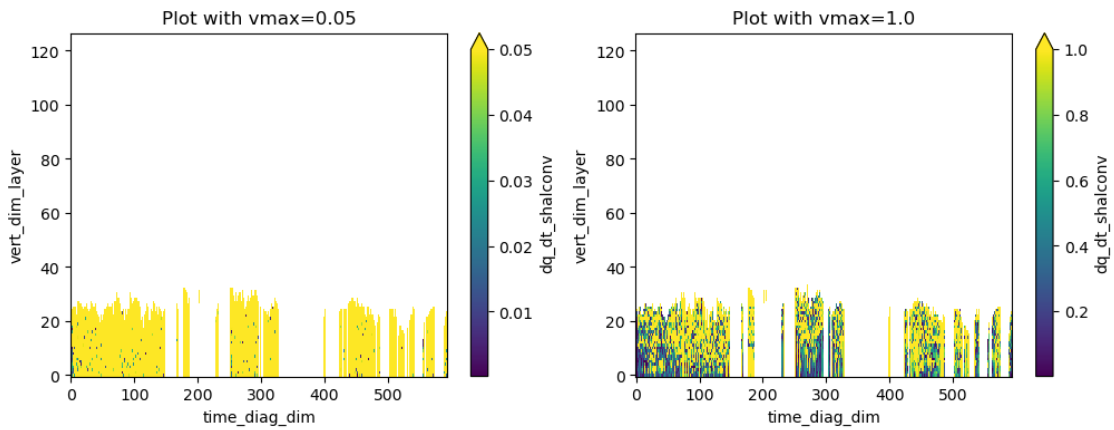 Plot with vmax=0.05
120
100
80
60
40
20
0
vert_dim_layer
0 100 200 300 400 500
time_diag_dim
0.05
0.04
0.03
0.02
0.01
dq_dt_shalconv
Plot with vmax=1.0
120
100
80
60
40
20
0
vert_dim_layer
0 100 200 300 400 500
time_diag_dim
1.0
0.8
0.6
0.4
0.2
dq_dt_shalconv